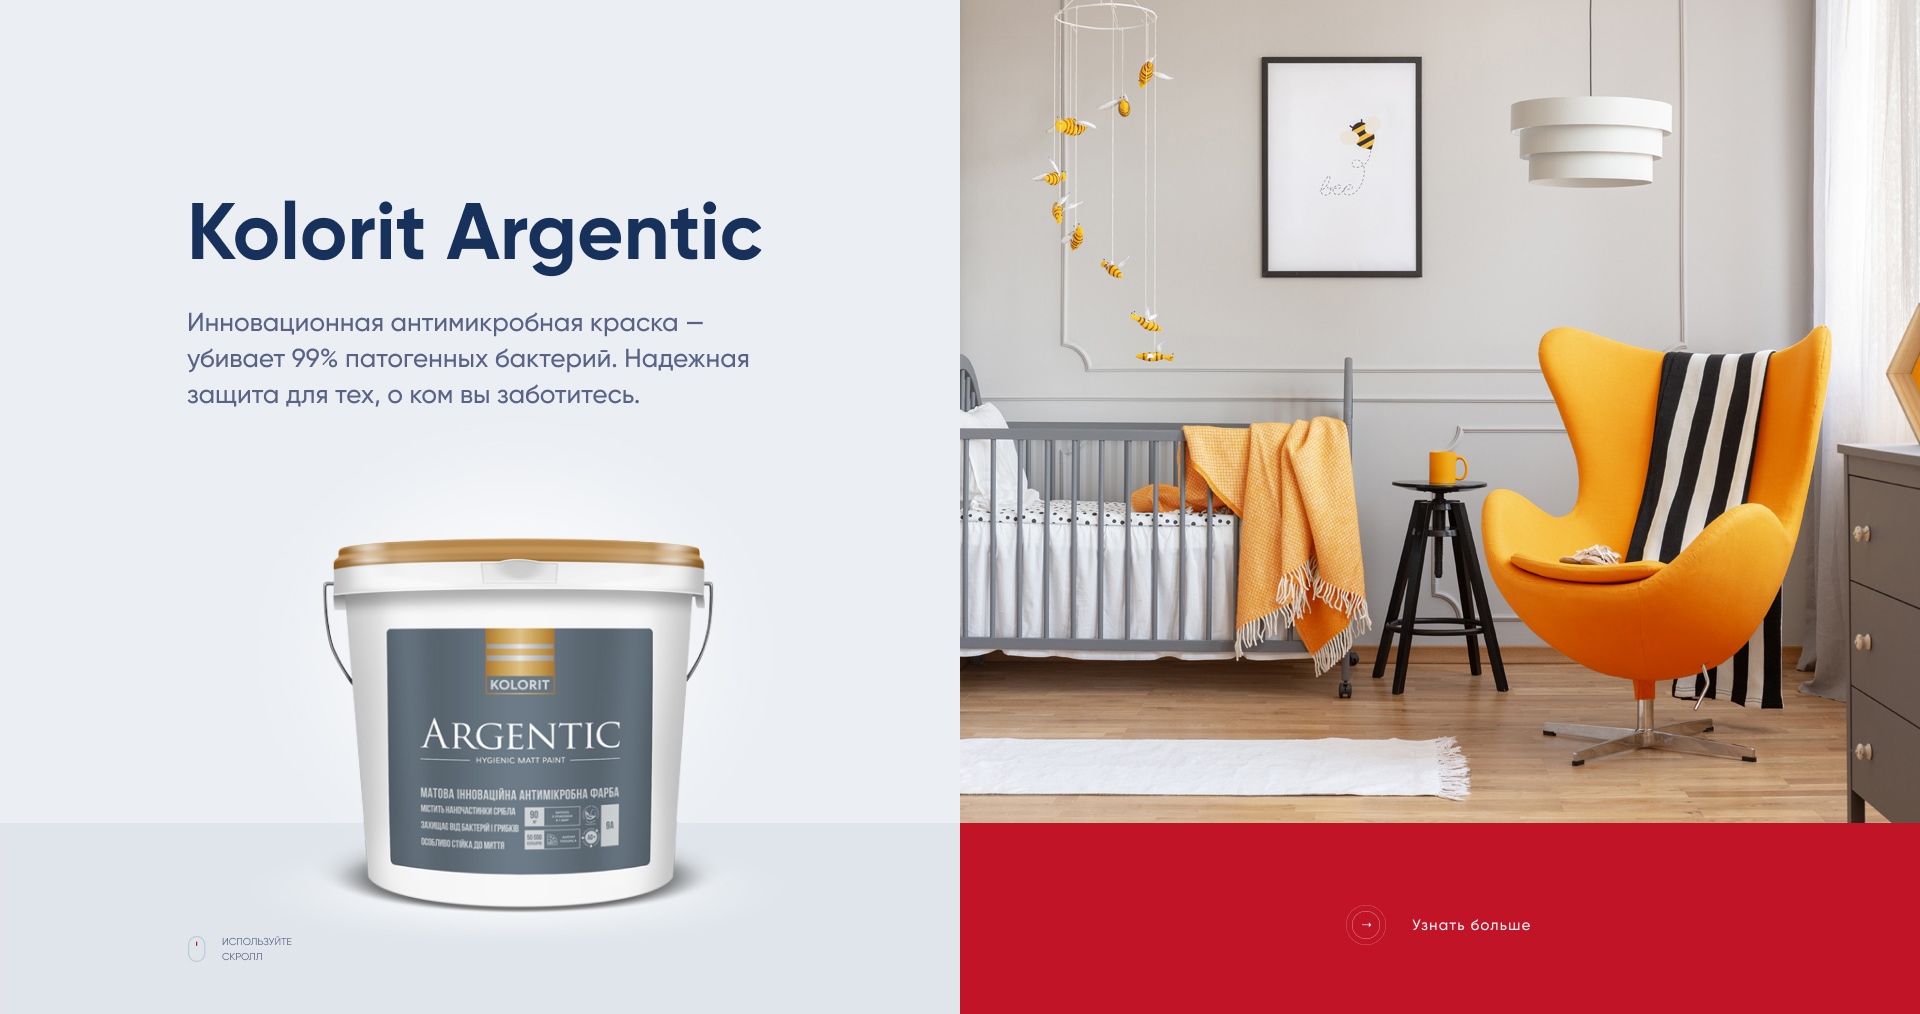 Kolorit Argentic
Инновационная антимикробная краска —
убивает 99% патогенных бактерий. Надежная
защита для тех, о ком вы заботитесь.
KOLORIT
ARGENTIC
HYGIENIC MATT PAINT
МАТОВА ІННОВАЦІЙНА АНТИМІКРОБНА ФАРБА
МІСТИТЬ НАНОЧАСТИНКИ СРІБЛА
ЗАХИЩАЄ ВІД БАКТЕРІЙ І ГРИБКІВ
ОСОБЛИВО СТІЙКА ДО МИТТЯ
90
ИСПОЛЬЗУЙТЕ
СКРОЛЛ
bee
Узнать больше